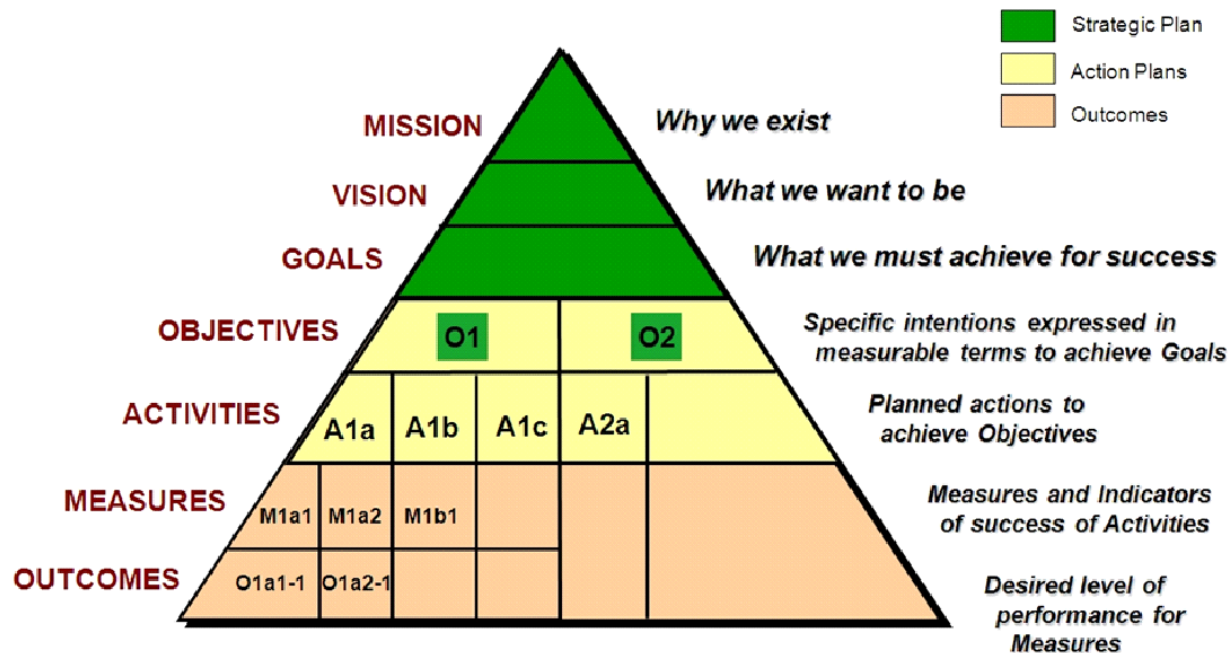 Strategic Plan
Action Plans
Outcomes
MISSION
Why we exist
VISION
What we want to be
GOALS
What we must achieve for success
OBJECTIVES
O1
O2
Specific intentions expressed in
measurable terms to achieve Goals
ACTIVITIES
A1a
A1b
A1c
A2a
Planned actions to
achieve Objectives
MEASURES
M1a1
M1a2
M1b1
Measures and Indicators
of success of Activities
OUTCOMES
O1a1-1
O1a2-1
Desired level of
performance for
Measures